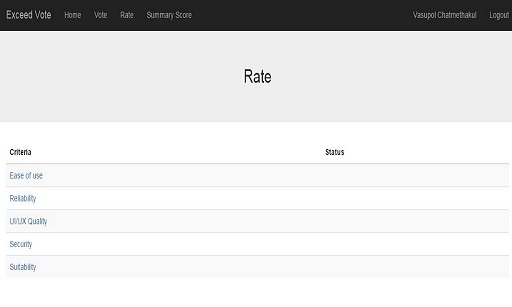 Exceed Vote Home Vote Rate Summary Score Vasupol Chatmethakul Logout
Rate
Criteria Status
Ease of use
Reliability
UI/UX Quality
Security
Suitability